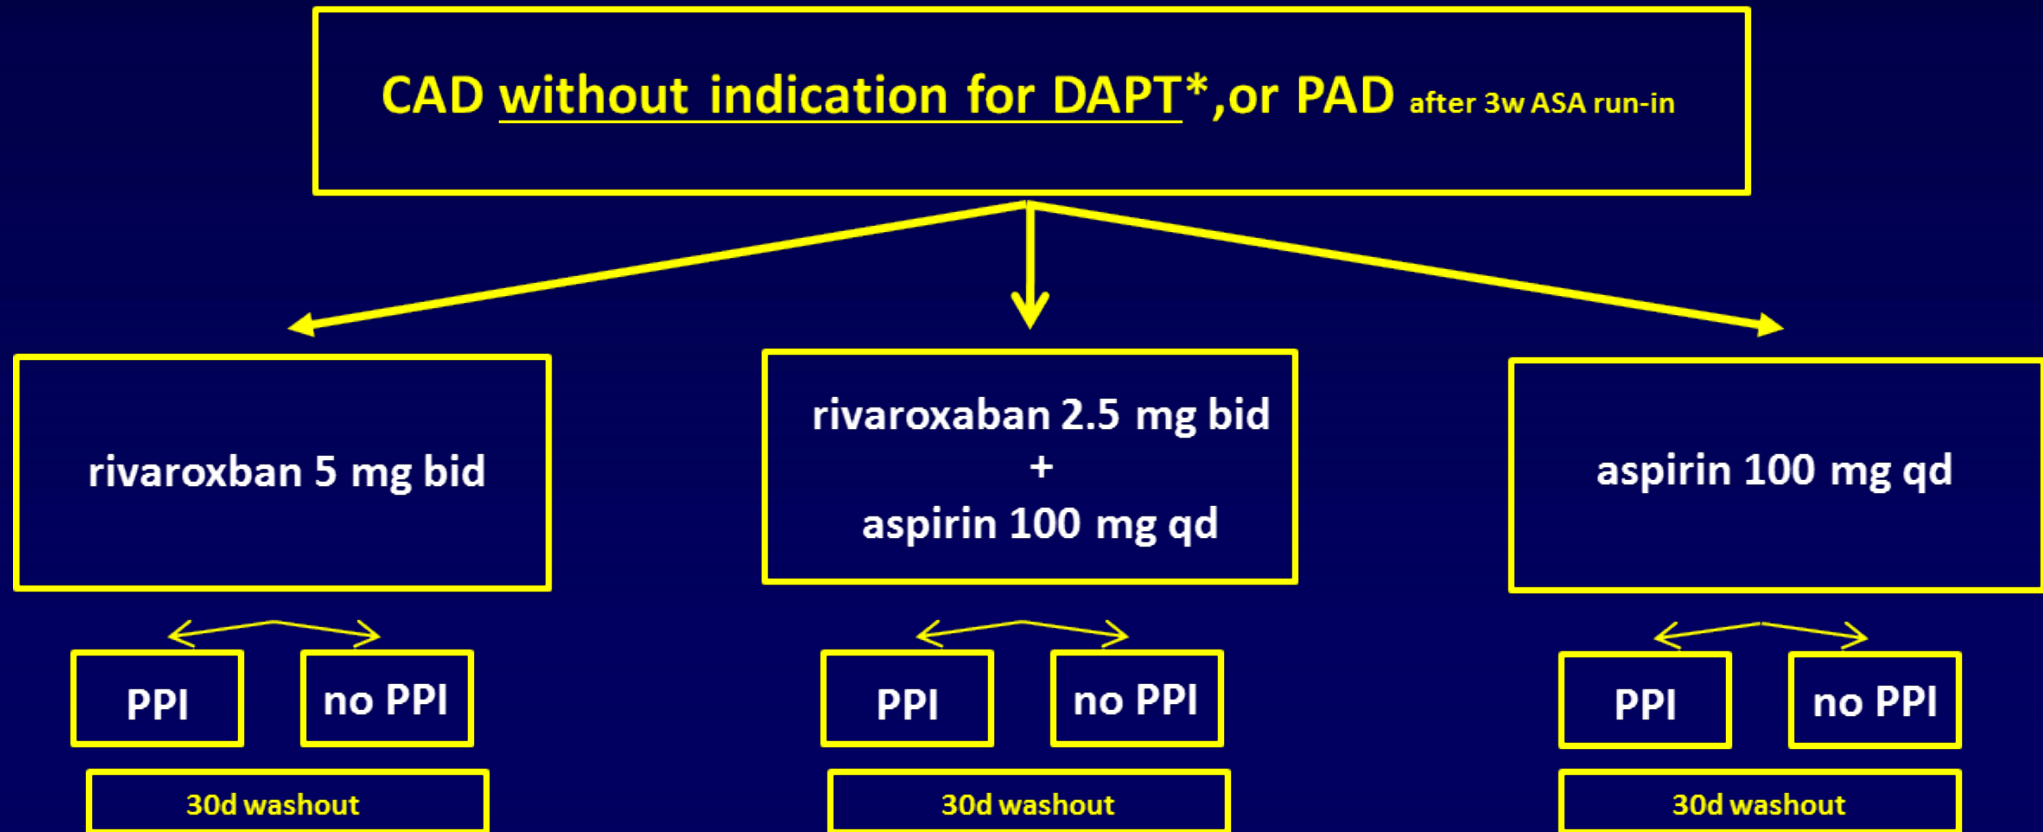 CAD without indication for DAPT*,or PAD after 3w ASA run-in
rivaroxban 5 mg bid
rivaroxaban 2.5 mg bid
+
aspirin 100 mg qd
aspirin 100 mg qd
PPI
no PPI
PPI
no PPI
PPI
no PPI
30d washout
30d washout
30d washout